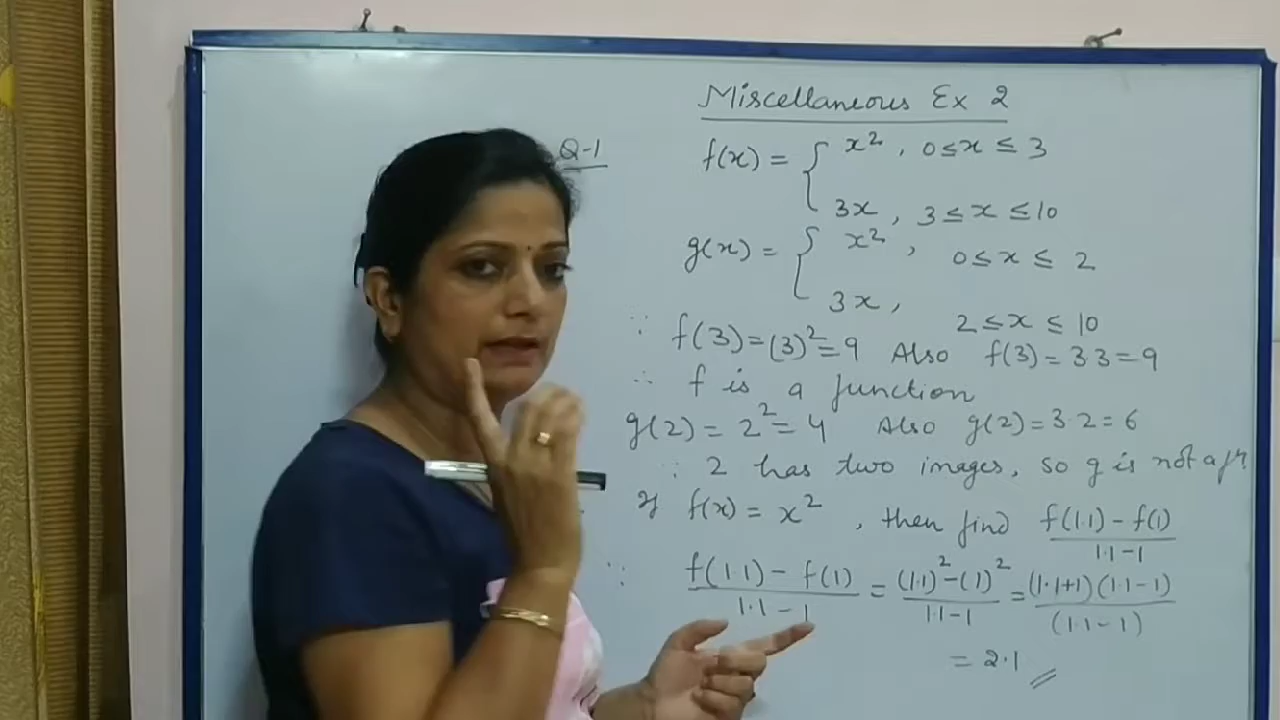 Miscellaneous Ex 2
Q-1
f(x) = { x², 0 ≤ x ≤ 3
3x, 3 ≤ x ≤ 10
g(x) = { x², 0 ≤ x ≤ 2
3x, 2 ≤ x ≤ 10
∵ f(3) = (3)² = 9 Also f(3) = 3 3 = 9
∴ f is a function
g(2) = 2² = 4 Also g(2) = 3·2 = 6
∵ 2 has two images, so g is not a fn
If f(x) = x², then find (f(1·1) - f(1))/(1·1 - 1)
∵ (f(1 1) - f(1))/(1·1 - 1) = ((1·1)² - (1)²)/(1·1 - 1) = ((1·1+1)(1·1-1))/((1·1-1))
= 2·1